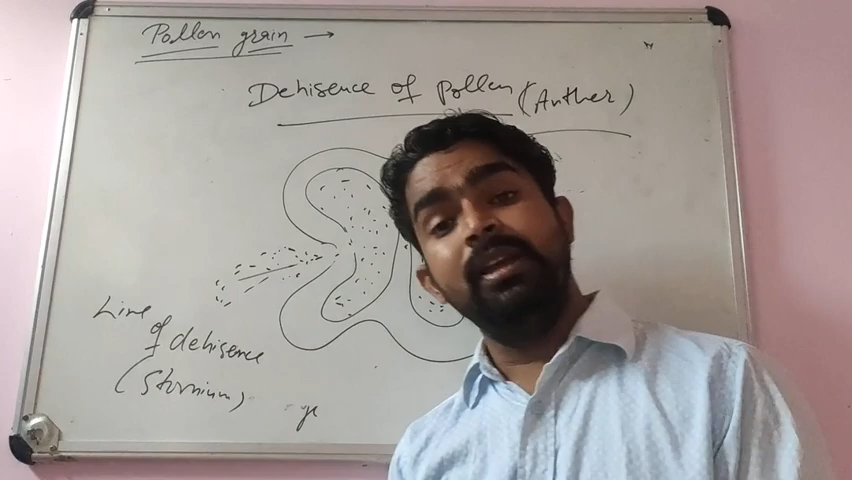 Pollen grain →
Dehisence of Pollen (Anther)
Line
of dehisence
(Stomium)